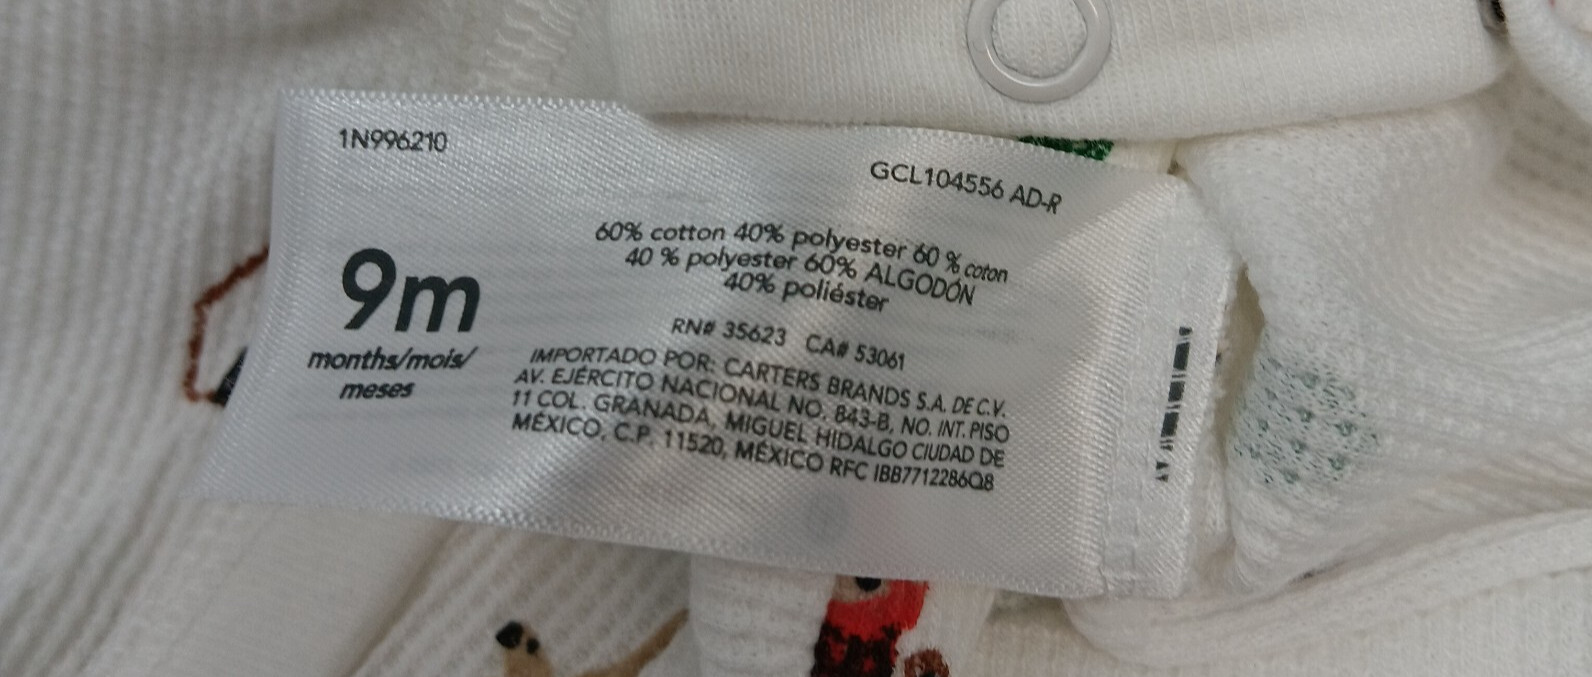 1N996210
GCL104556 AD-R
60% cotton 40% polyester 60 % coton
40 % polyester 60% ALGODÓN
40% poliéster
9m
months/mois/
meses
RN# 35623 CA# 53061
IMPORTADO POR: CARTERS BRANDS S.A. DE C.V.
AV. EJÉRCITO NACIONAL NO. 843-B, NO. INT. PISO
11 COL. GRANADA, MIGUEL HIDALGO CIUDAD DE
MÉXICO, C.P. 11520, MÉXICO RFC IBB7712286Q8